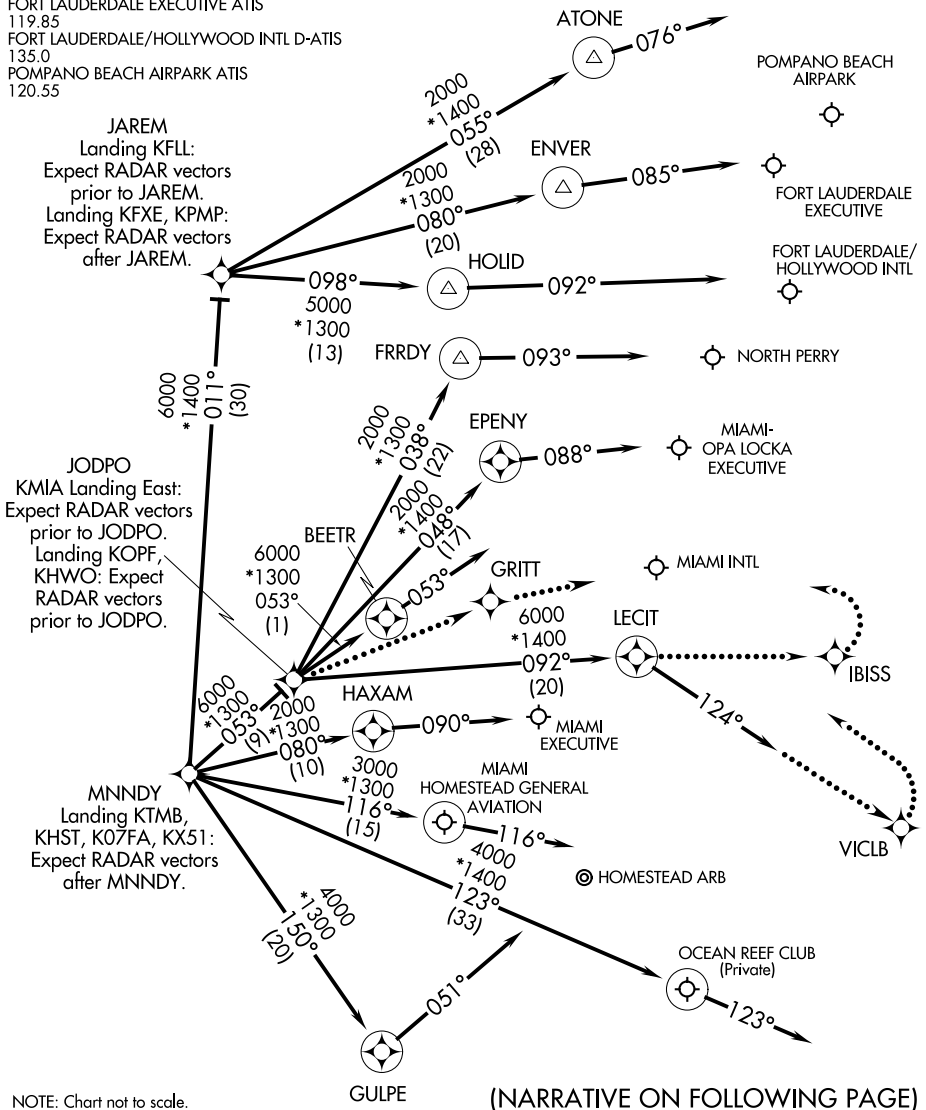 FORT LAUDERDALE EXECUTIVE ATIS
119.85
FORT LAUDERDALE/HOLLYWOOD INTL D-ATIS
135.0
POMPANO BEACH AIRPARK ATIS
120.55
ATONE
076°
POMPANO BEACH
AIRPARK
2000
*1400
055°
(28)
JAREM
Landing KFLL:
Expect RADAR vectors
prior to JAREM.
Landing KFXE, KPMP:
Expect RADAR vectors
after JAREM.
ENVER
085°
2000
*1300
080°
(20)
FORT LAUDERDALE
EXECUTIVE
HOLID
092°
FORT LAUDERDALE/
HOLLYWOOD INTL
098°
5000
*1300
(13)
FRRDY
093°
NORTH PERRY
6000
*1400
011°
(30)
2000
*1300
038°
(22)
EPENY
088°
MIAMI-
OPA LOCKA
EXECUTIVE
2000
*1400
048°
(17)
JODPO
KMIA Landing East:
Expect RADAR vectors
prior to JODPO.
Landing KOPF,
KHWO: Expect
RADAR vectors
prior to JODPO.
BEETR
6000
*1300
053°
(1)
053°
GRITT
MIAMI INTL
6000
*1400
092°
(20)
LECIT
IBISS
124°
VICLB
6000
*1300
053°
(9)
HAXAM
090°
MIAMI
EXECUTIVE
2000
*1300
080°
(10)
MNNDY
Landing KTMB,
KHST, K07FA, KX51:
Expect RADAR vectors
after MNNDY.
3000
*1300
116°
(15)
MIAMI
HOMESTEAD GENERAL
AVIATION
116°
4000
*1400
123°
(33)
HOMESTEAD ARB
4000
*1300
150°
(20)
OCEAN REEF CLUB
(Private)
123°
051°
GULPE
NOTE: Chart not to scale.
(NARRATIVE ON FOLLOWING PAGE)